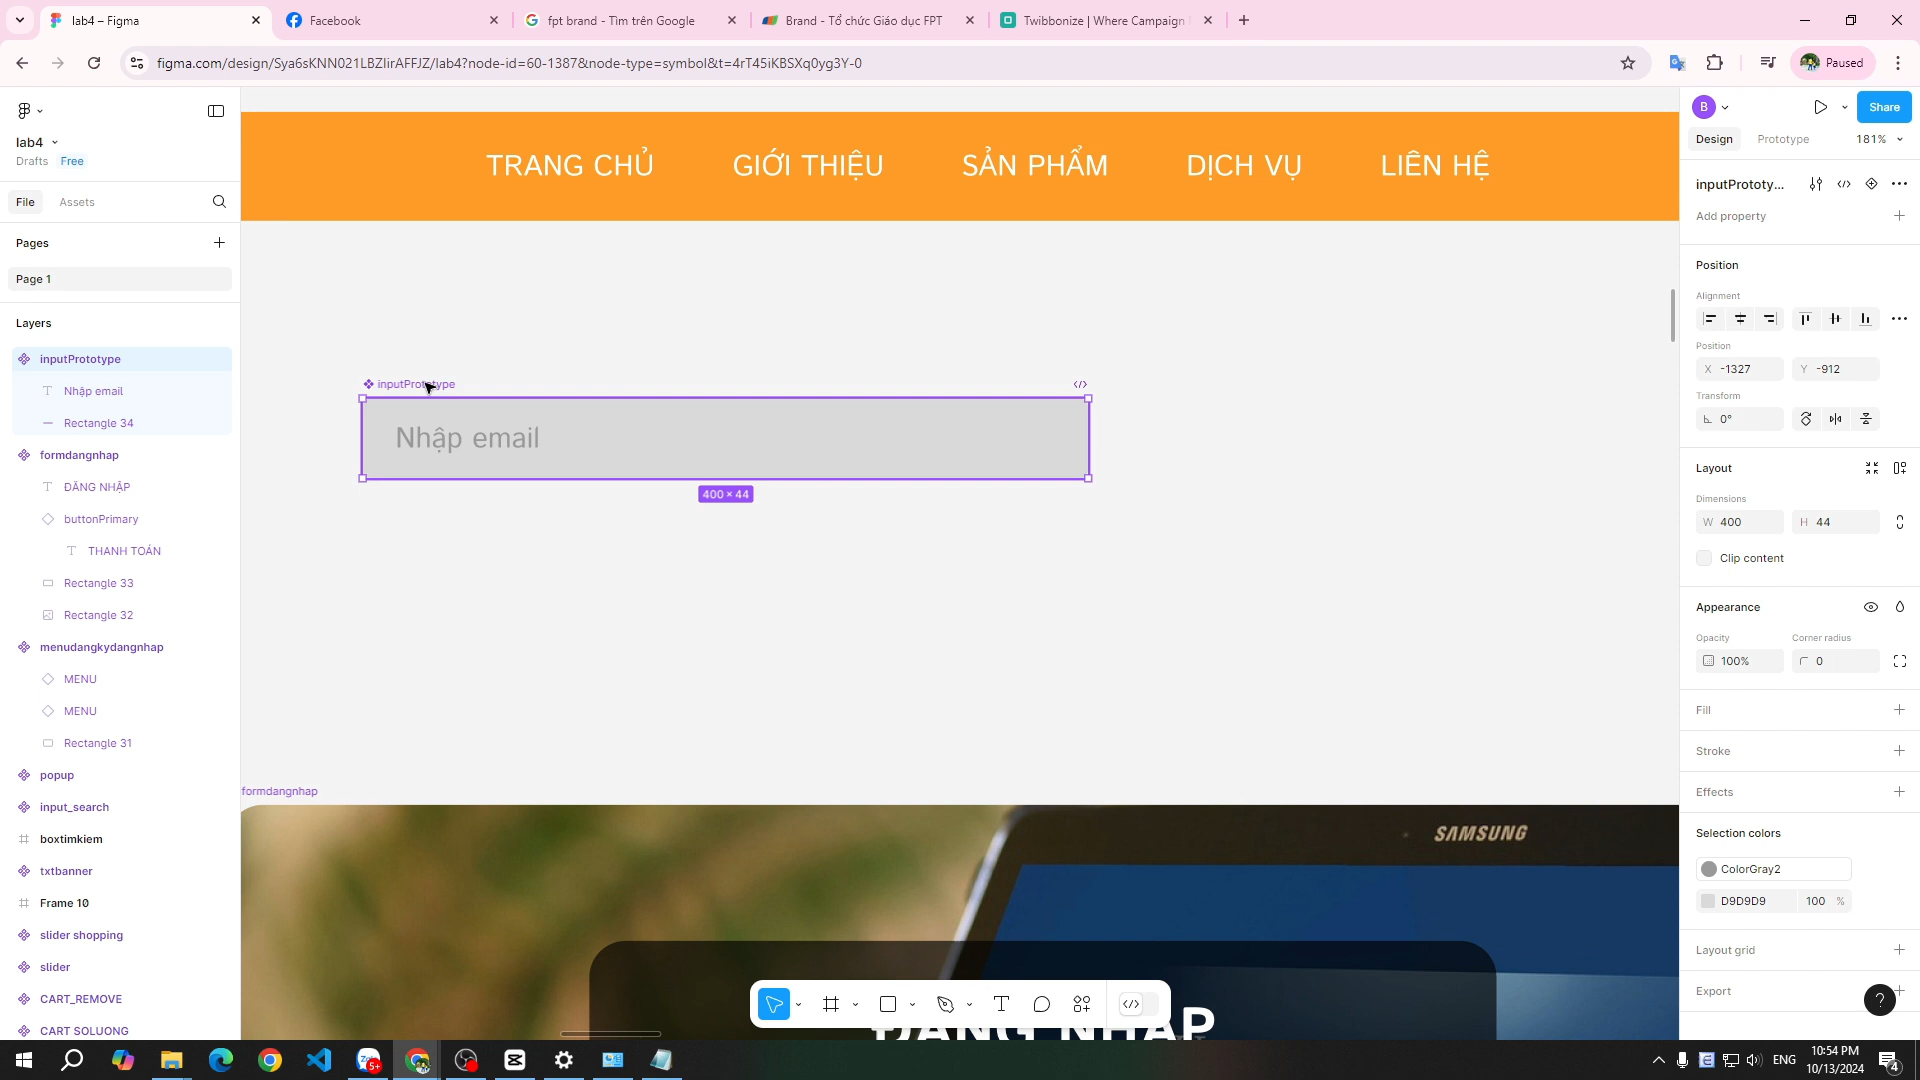 lab4 – Figma
Facebook
fpt brand - Tìm trên Google
Brand - Tổ chức Giáo dục FPT
Twibbonize | Where Campaign
figma.com/design/Sya6sKNN021LBZlirAFFJZ/lab4?node-id=60-1387&node-type=symbol&t=4rT45iKBSXq0yg3Y-0
Paused
lab4
Drafts Free
File Assets
Pages
Page 1
Layers
inputPrototype
Nhập email
Rectangle 34
formdangnhap
ĐĂNG NHẬP
buttonPrimary
THANH TOÁN
Rectangle 33
Rectangle 32
menudangkydangnhap
MENU
MENU
Rectangle 31
popup
input_search
boxtimkiem
txtbanner
Frame 10
slider shopping
slider
CART_REMOVE
CART SOLUONG
TRANG CHỦ GIỚI THIỆU SẢN PHẨM DỊCH VỤ LIÊN HỆ
inputPrototype
Nhập email
400 × 44
formdangnhap
SAMSUNG
ĐĂNG NHẬP
B
Share
Design Prototype 181%
inputPrototy...
Add property
Position
Alignment
Position
X -1327 Y -912
Transform
0°
Layout
Dimensions
W 400 H 44
Clip content
Appearance
Opacity Corner radius
100% 0
Fill
Stroke
Effects
Selection colors
ColorGray2
D9D9D9 100 %
Layout grid
Export
?
Zalo
5+
ENG
10:54 PM
10/13/2024
4